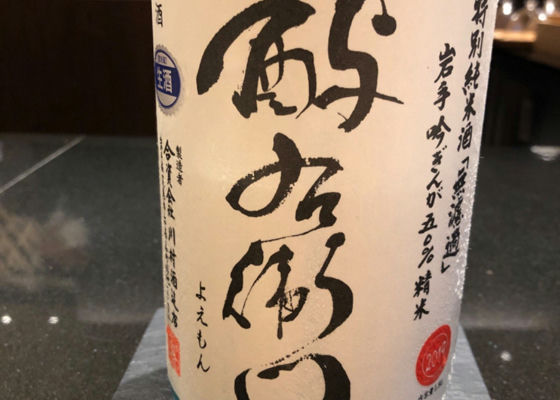 特別純米酒「無濾過」
岩手 吟ぎんが五〇%精米
2019
酔右衛門
よえもん
製造者
合資会社 川村酒造店
生酒
酒